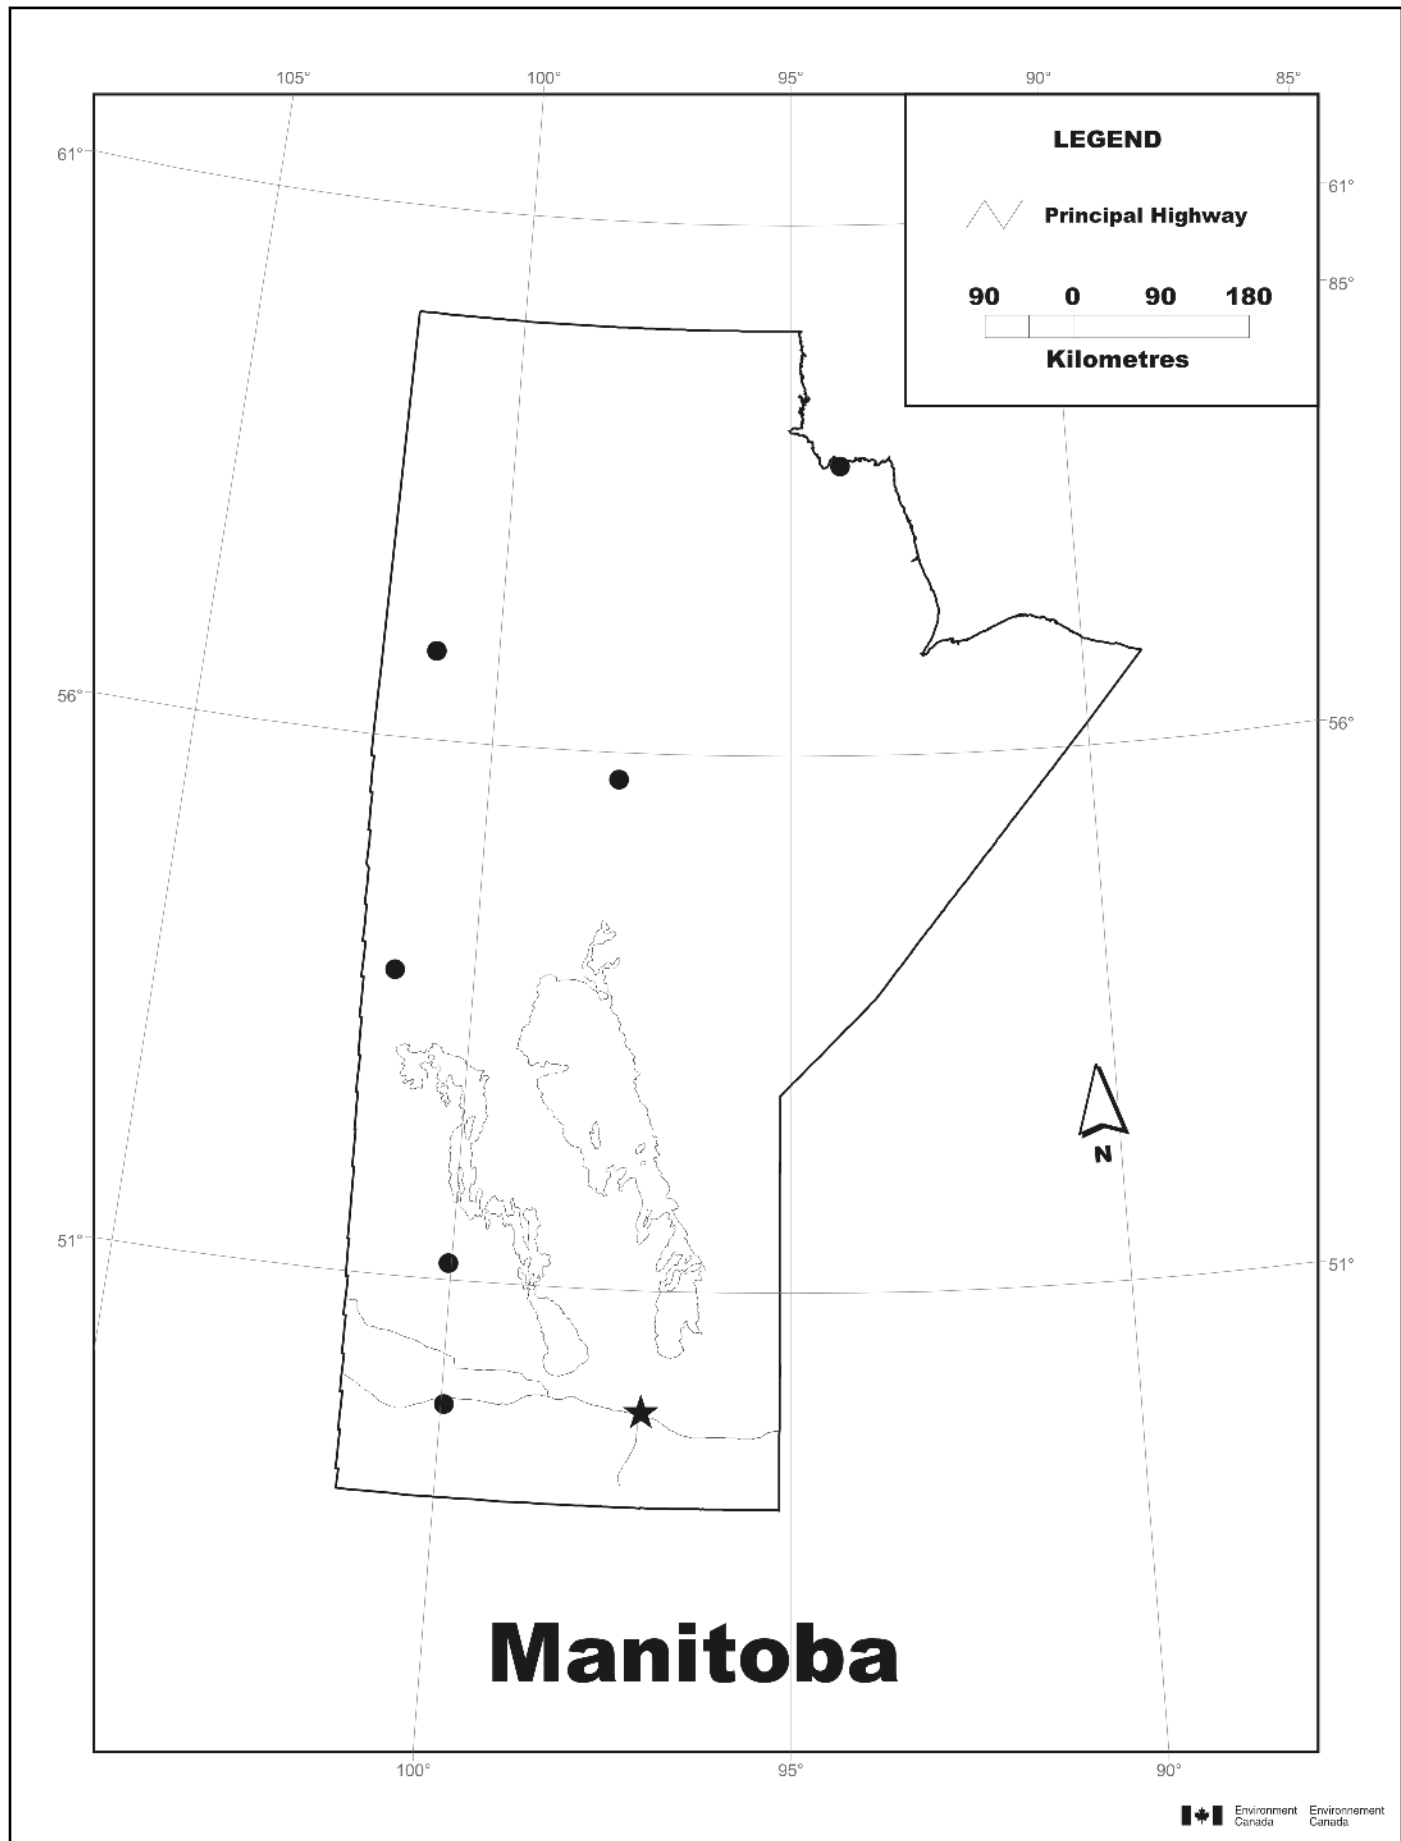 105° 100° 95° 90° 85°
61°
LEGEND
61°
Principal Highway
85°
90 0 90 180
Kilometres
56°
56°
N
51°
51°
Manitoba
100° 95° 90°
Environment Environnement
Canada Canada